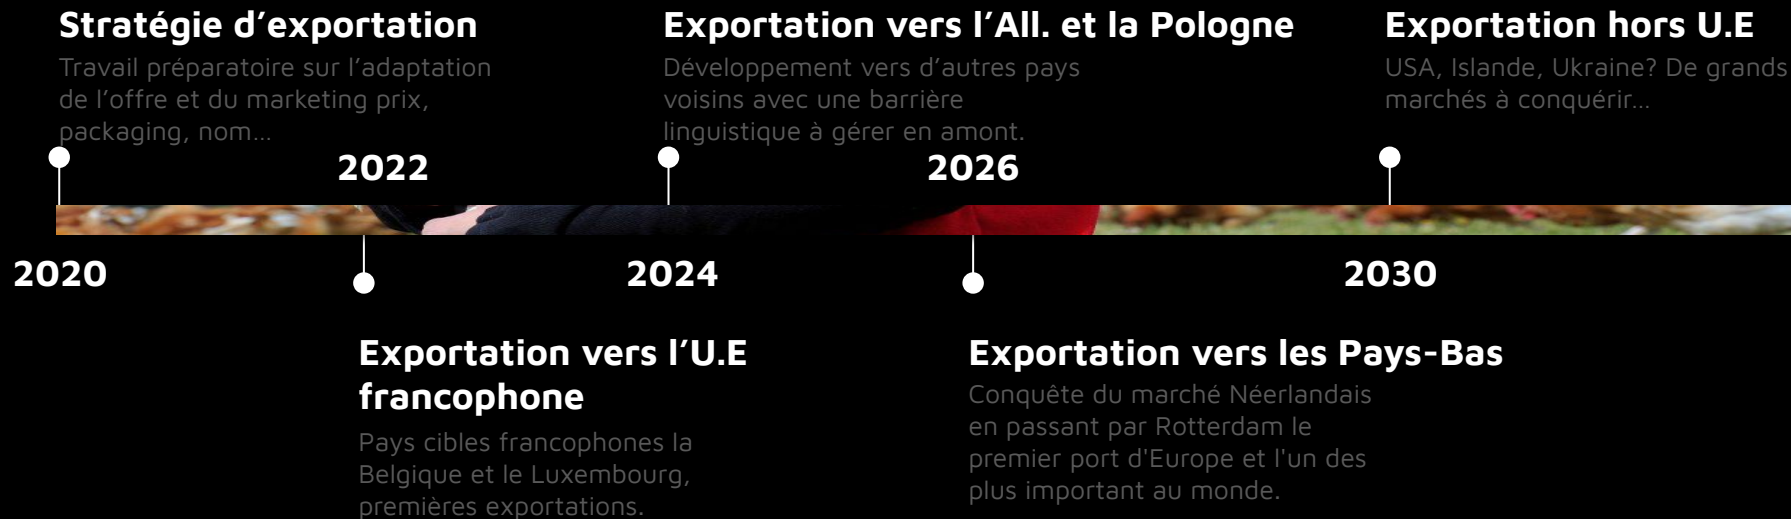 Stratégie d’exportation
Travail préparatoire sur l’adaptation
de l’offre et du marketing prix,
packaging, nom…
2020
2022
Exportation vers l’U.E
francophone
Pays cibles francophones la
Belgique et le Luxembourg,
premières exportations.
Exportation vers l’All. et la Pologne
Développement vers d’autres pays
voisins avec une barrière
linguistique à gérer en amont.
2024
2026
Exportation vers les Pays-Bas
Conquête du marché Néerlandais
en passant par Rotterdam le
premier port d'Europe et l'un des
plus important au monde.
Exportation hors U.E
USA, Islande, Ukraine? De grands
marchés à conquérir…
2030